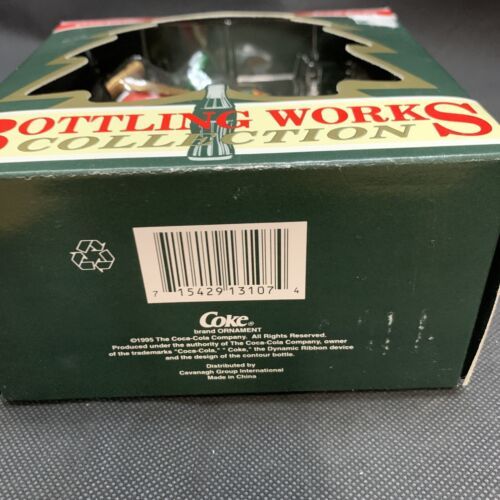 BOTTLING WORKS
COLLECTION
7 15429 13107 4
Coke
brand ORNAMENT
©1995 The Coca-Cola Company. All Rights Reserved.
Produced under the authority of The Coca-Cola Company, owner
of the trademarks "Coca-Cola," "Coke," the Dynamic Ribbon device
and the design of the contour bottle.
Distributed by
Cavanagh Group International
Made in China